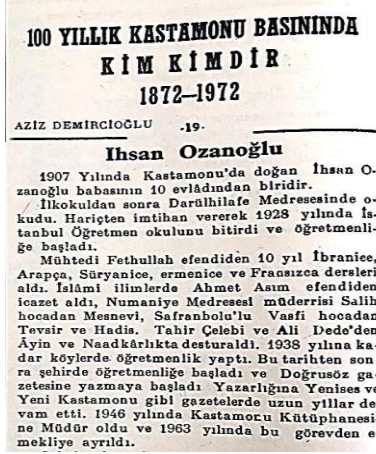 100 YILLIK KASTAMONU BASININDA
KİM KİMDİR
1872–1972
AZİZ DEMİRCİOĞLU -19-
Ihsan Ozanoğlu
1907 Yılında Kastamonu'da doğan İhsan O-
zanoğlu babasının 10 evlâdından biridir.
İlkokuldan sonra Darülhilafe Medresesinde o-
kudu. Hariçten imtihan vererek 1928 yılında İs-
tanbul Öğretmen okulunu bitirdi ve öğretmenli-
ğe başladı.
Mühtedi Fethullah efendiden 10 yıl İbranice,
Arapça, Süryanice, ermenice ve Fransızca dersleri
aldı. İslâmi ilimlerde Ahmet Asım efendiden
icazet aldı, Numaniye Medresesi müderrisi Salih
hocadan Mesnevi, Safranbolu'lu Vasfi hocadan
Tevsir ve Hadis. Tahir Çelebi ve Ali Dede'den
Âyin ve Naadkârlıkta desturaldı. 1938 yılına ka-
dar köylerde öğretmenlik yaptı. Bu tarihten son
ra şehirde öğretmenliğe başladı ve Doğrusöz ga-
zetesine yazmaya başladı Yazarlığına Yenises ve
Yeni Kastamonu gibi gazetelerde uzun yıllar de
vam etti. 1946 yılında Kastamonu Kütüphanesi
ne Müdür oldu ve 1963 yılında bu görevden e
mekliye ayrıldı.